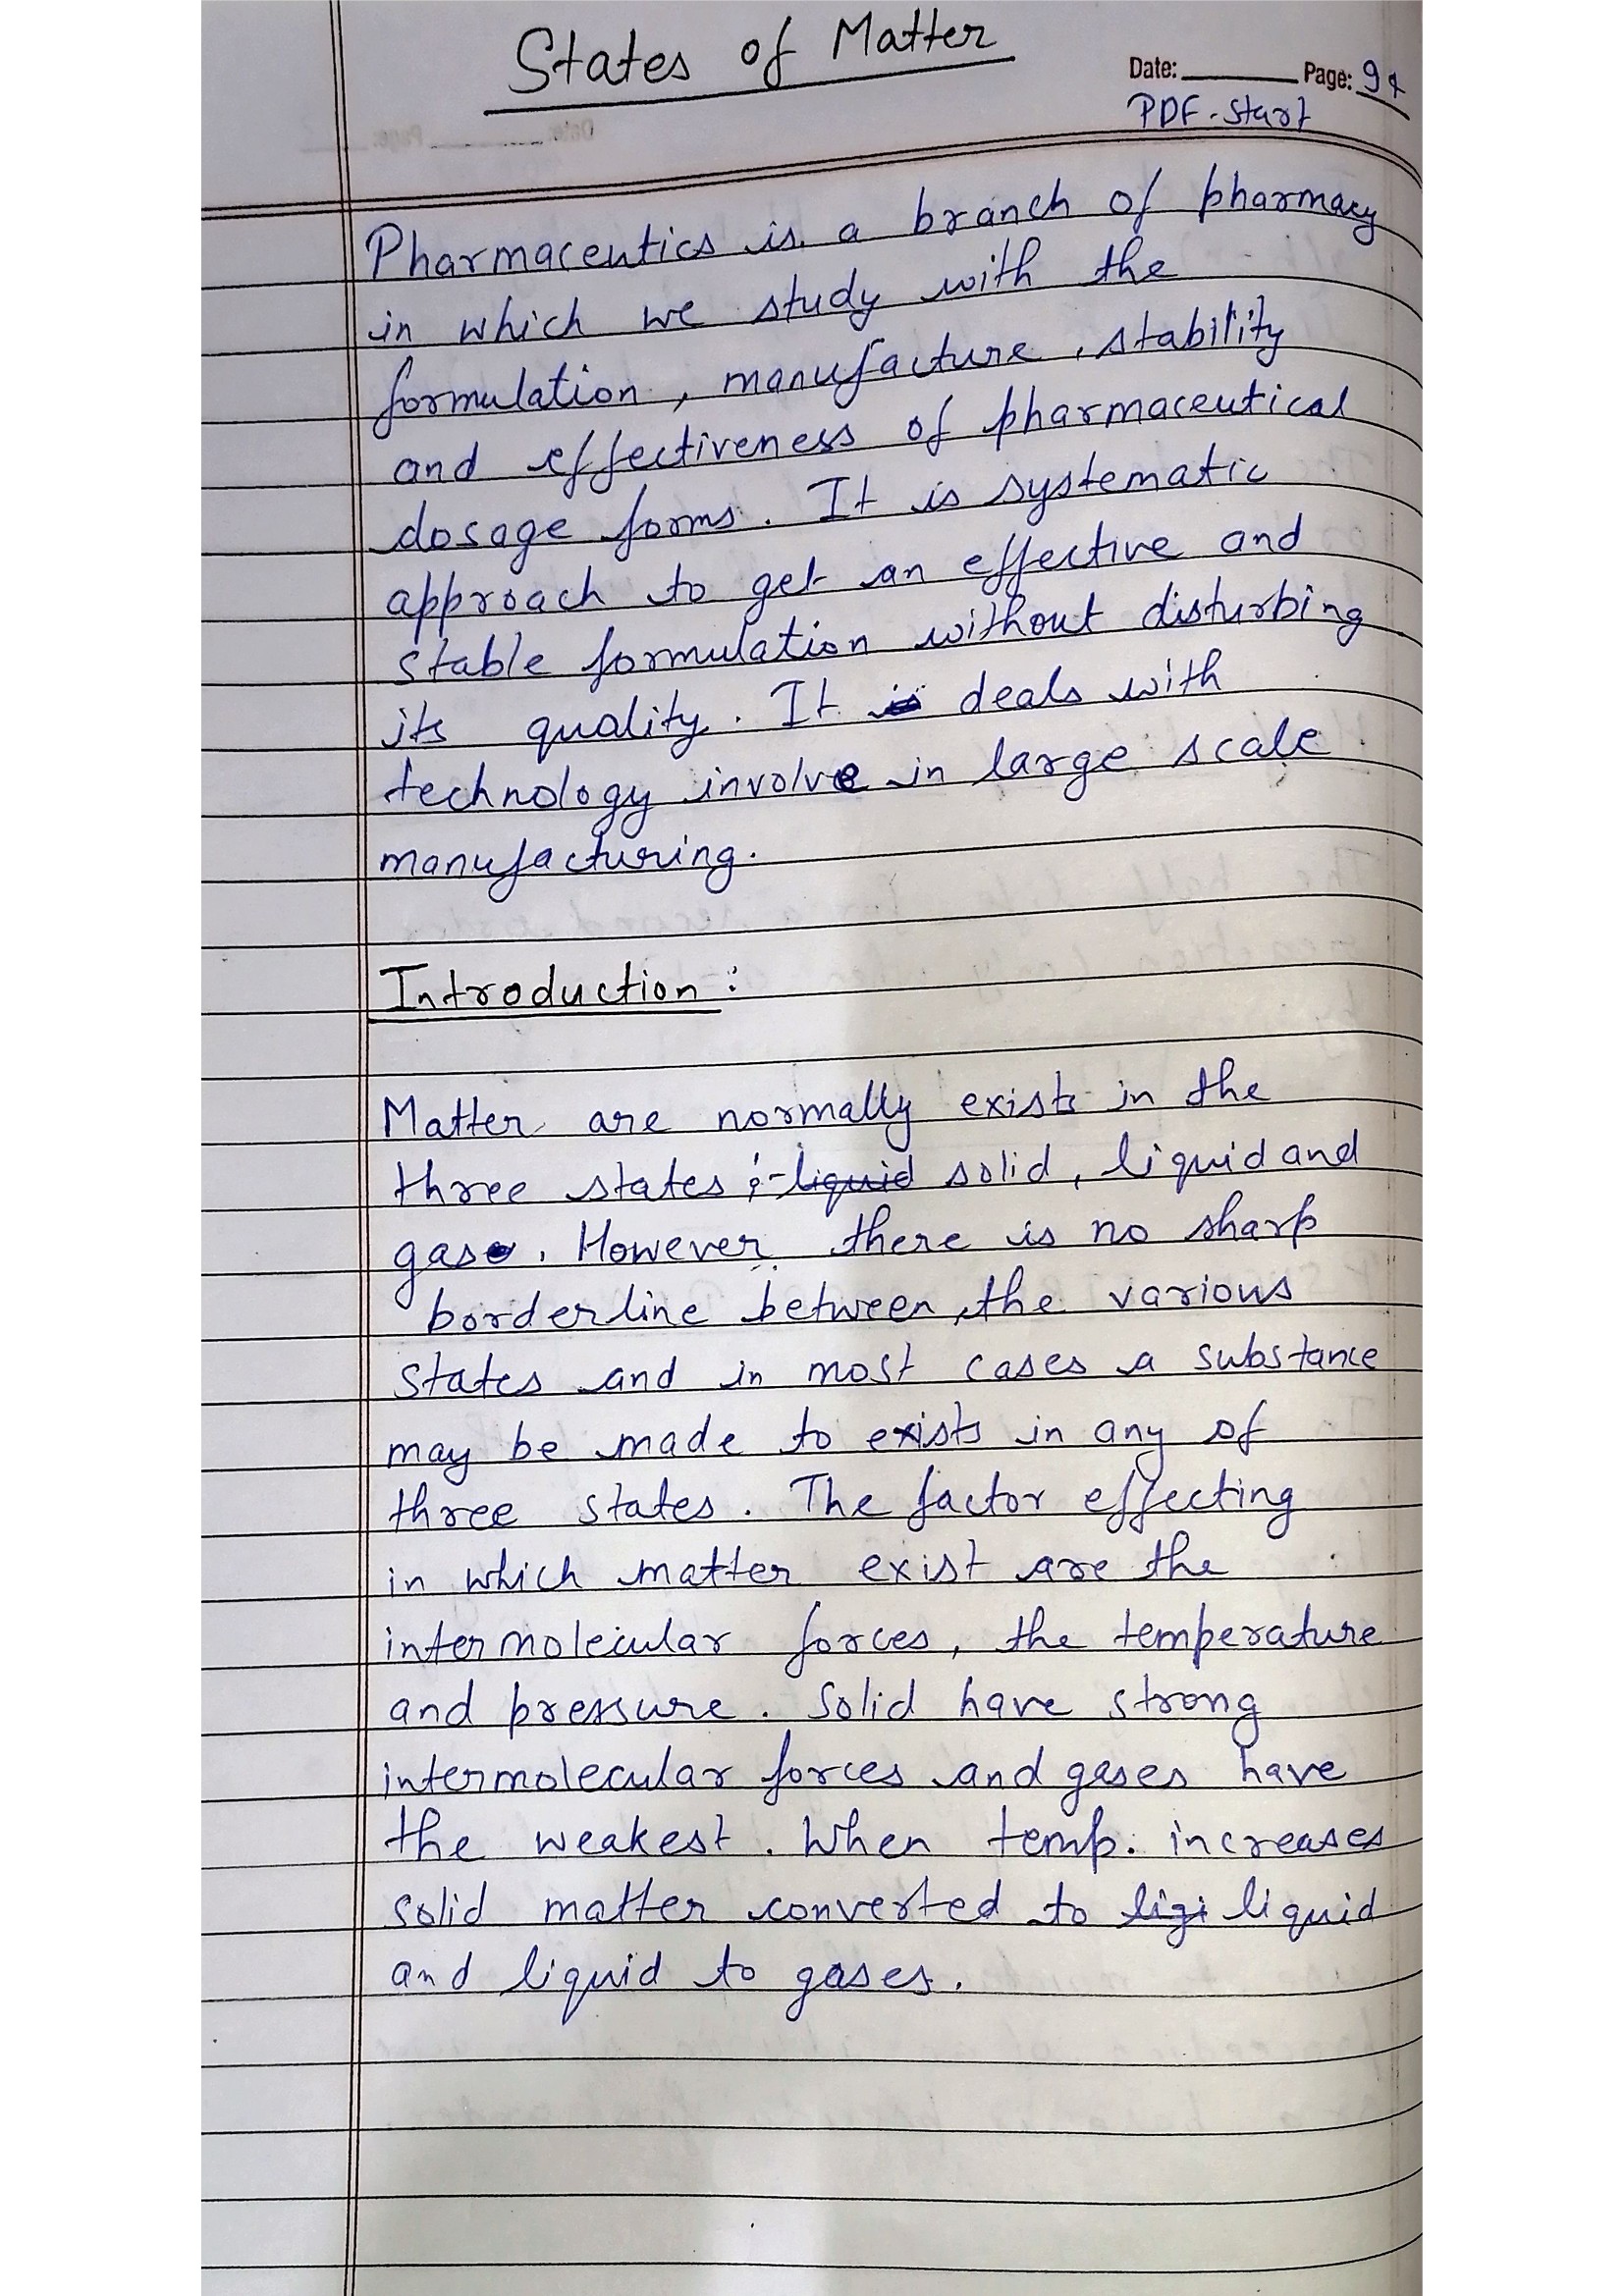 States of Matter
Date: Page: 94
PDF - Start
Pharmaceutics is a branch of pharmacy
in which we study with the
formulation, manufacture, stability
and effectiveness of pharmaceutical
dosage forms. It is systematic
approach to get an effective and
stable formulation without disturbing
its quality. It deals with
technology involve in large scale
manufacturing.
Introduction :
Matter are normally exists in the
three states :- liquid solid, liquid and
gas. However there is no sharp
borderline between the various
states and in most cases a substance
may be made to exists in any of
three states. The factor effecting
in which matter exist are the
intermolecular forces, the temperature
and pressure. Solid have strong
intermolecular forces and gases have
the weakest. When temp. increases
solid matter converted to liquid
and liquid to gases.